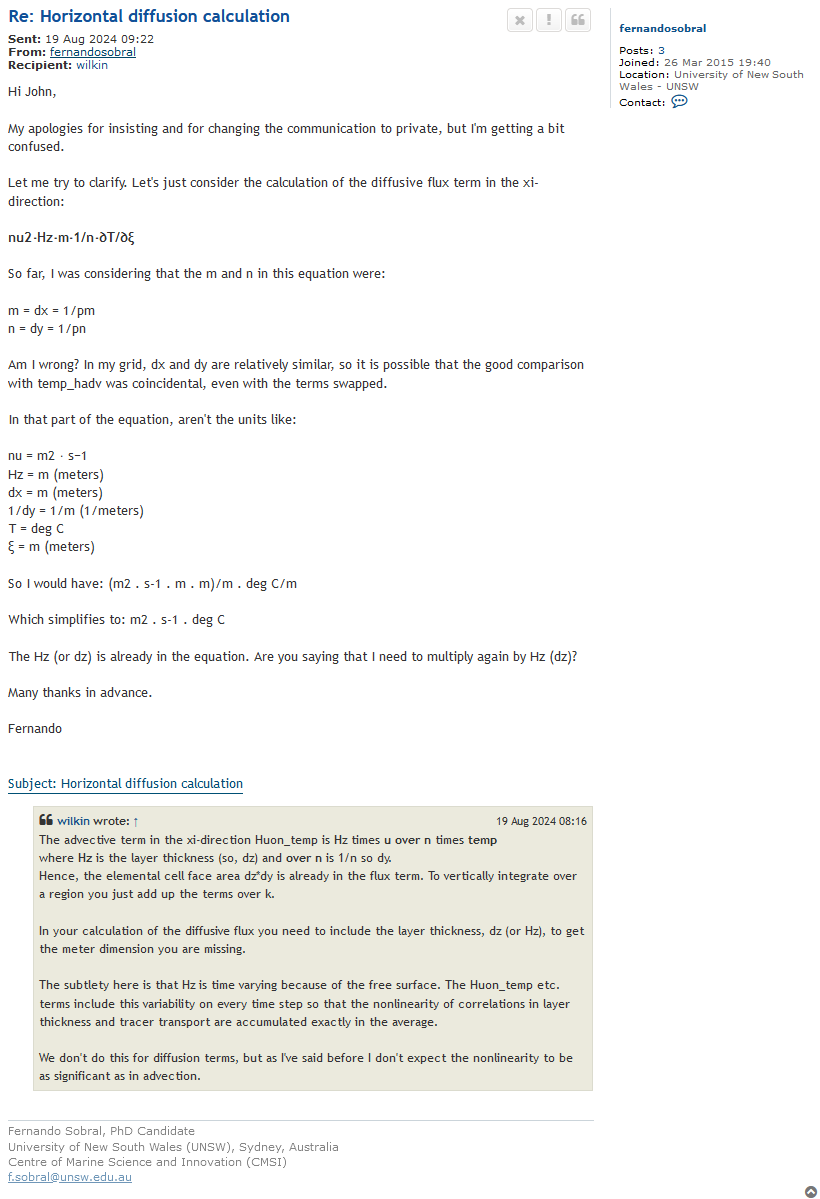 Re: Horizontal diffusion calculation
Sent: 19 Aug 2024 09:22
From: fernandosobral
Recipient: wilkin
Hi John,
My apologies for insisting and for changing the communication to private, but I'm getting a bit
confused.
Let me try to clarify. Let's just consider the calculation of the diffusive flux term in the xi-
direction:
nu2·Hz·m·1/n·∂T/∂ξ
So far, I was considering that the m and n in this equation were:
m = dx = 1/pm
n = dy = 1/pn
Am I wrong? In my grid, dx and dy are relatively similar, so it is possible that the good comparison
with temp_hadv was coincidental, even with the terms swapped.
In that part of the equation, aren't the units like:
nu = m2 · s−1
Hz = m (meters)
dx = m (meters)
1/dy = 1/m (1/meters)
T = deg C
ξ = m (meters)
So I would have: (m2 . s-1 . m . m)/m . deg C/m
Which simplifies to: m2 . s-1 . deg C
The Hz (or dz) is already in the equation. Are you saying that I need to multiply again by Hz (dz)?
Many thanks in advance.
Fernando
Subject: Horizontal diffusion calculation
wilkin wrote: ↑ 19 Aug 2024 08:16
The advective term in the xi-direction Huon_temp is Hz times u over n times temp
where Hz is the layer thickness (so, dz) and over n is 1/n so dy.
Hence, the elemental cell face area dz*dy is already in the flux term. To vertically integrate over
a region you just add up the terms over k.
In your calculation of the diffusive flux you need to include the layer thickness, dz (or Hz), to get
the meter dimension you are missing.
The subtlety here is that Hz is time varying because of the free surface. The Huon_temp etc.
terms include this variability on every time step so that the nonlinearity of correlations in layer
thickness and tracer transport are accumulated exactly in the average.
We don't do this for diffusion terms, but as I've said before I don't expect the nonlinearity to be
as significant as in advection.
Fernando Sobral, PhD Candidate
University of New South Wales (UNSW), Sydney, Australia
Centre of Marine Science and Innovation (CMSI)
f.sobral@unsw.edu.au
fernandosobral
Posts: 3
Joined: 26 Mar 2015 19:40
Location: University of New South
Wales - UNSW
Contact: